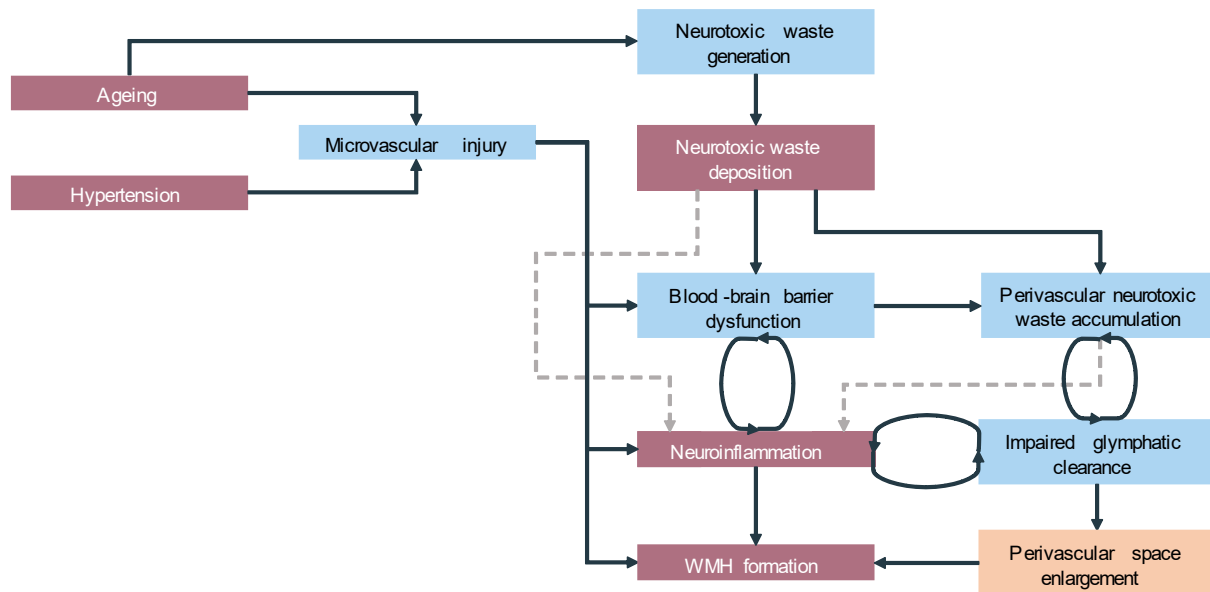 Neurotoxic waste
generation
Ageing
Microvascular injury
Neurotoxic waste
deposition
Hypertension
Blood -brain barrier
dysfunction
Perivascular neurotoxic
waste accumulation
Neuroinflammation
Impaired glymphatic
clearance
WMH formation
Perivascular space
enlargement